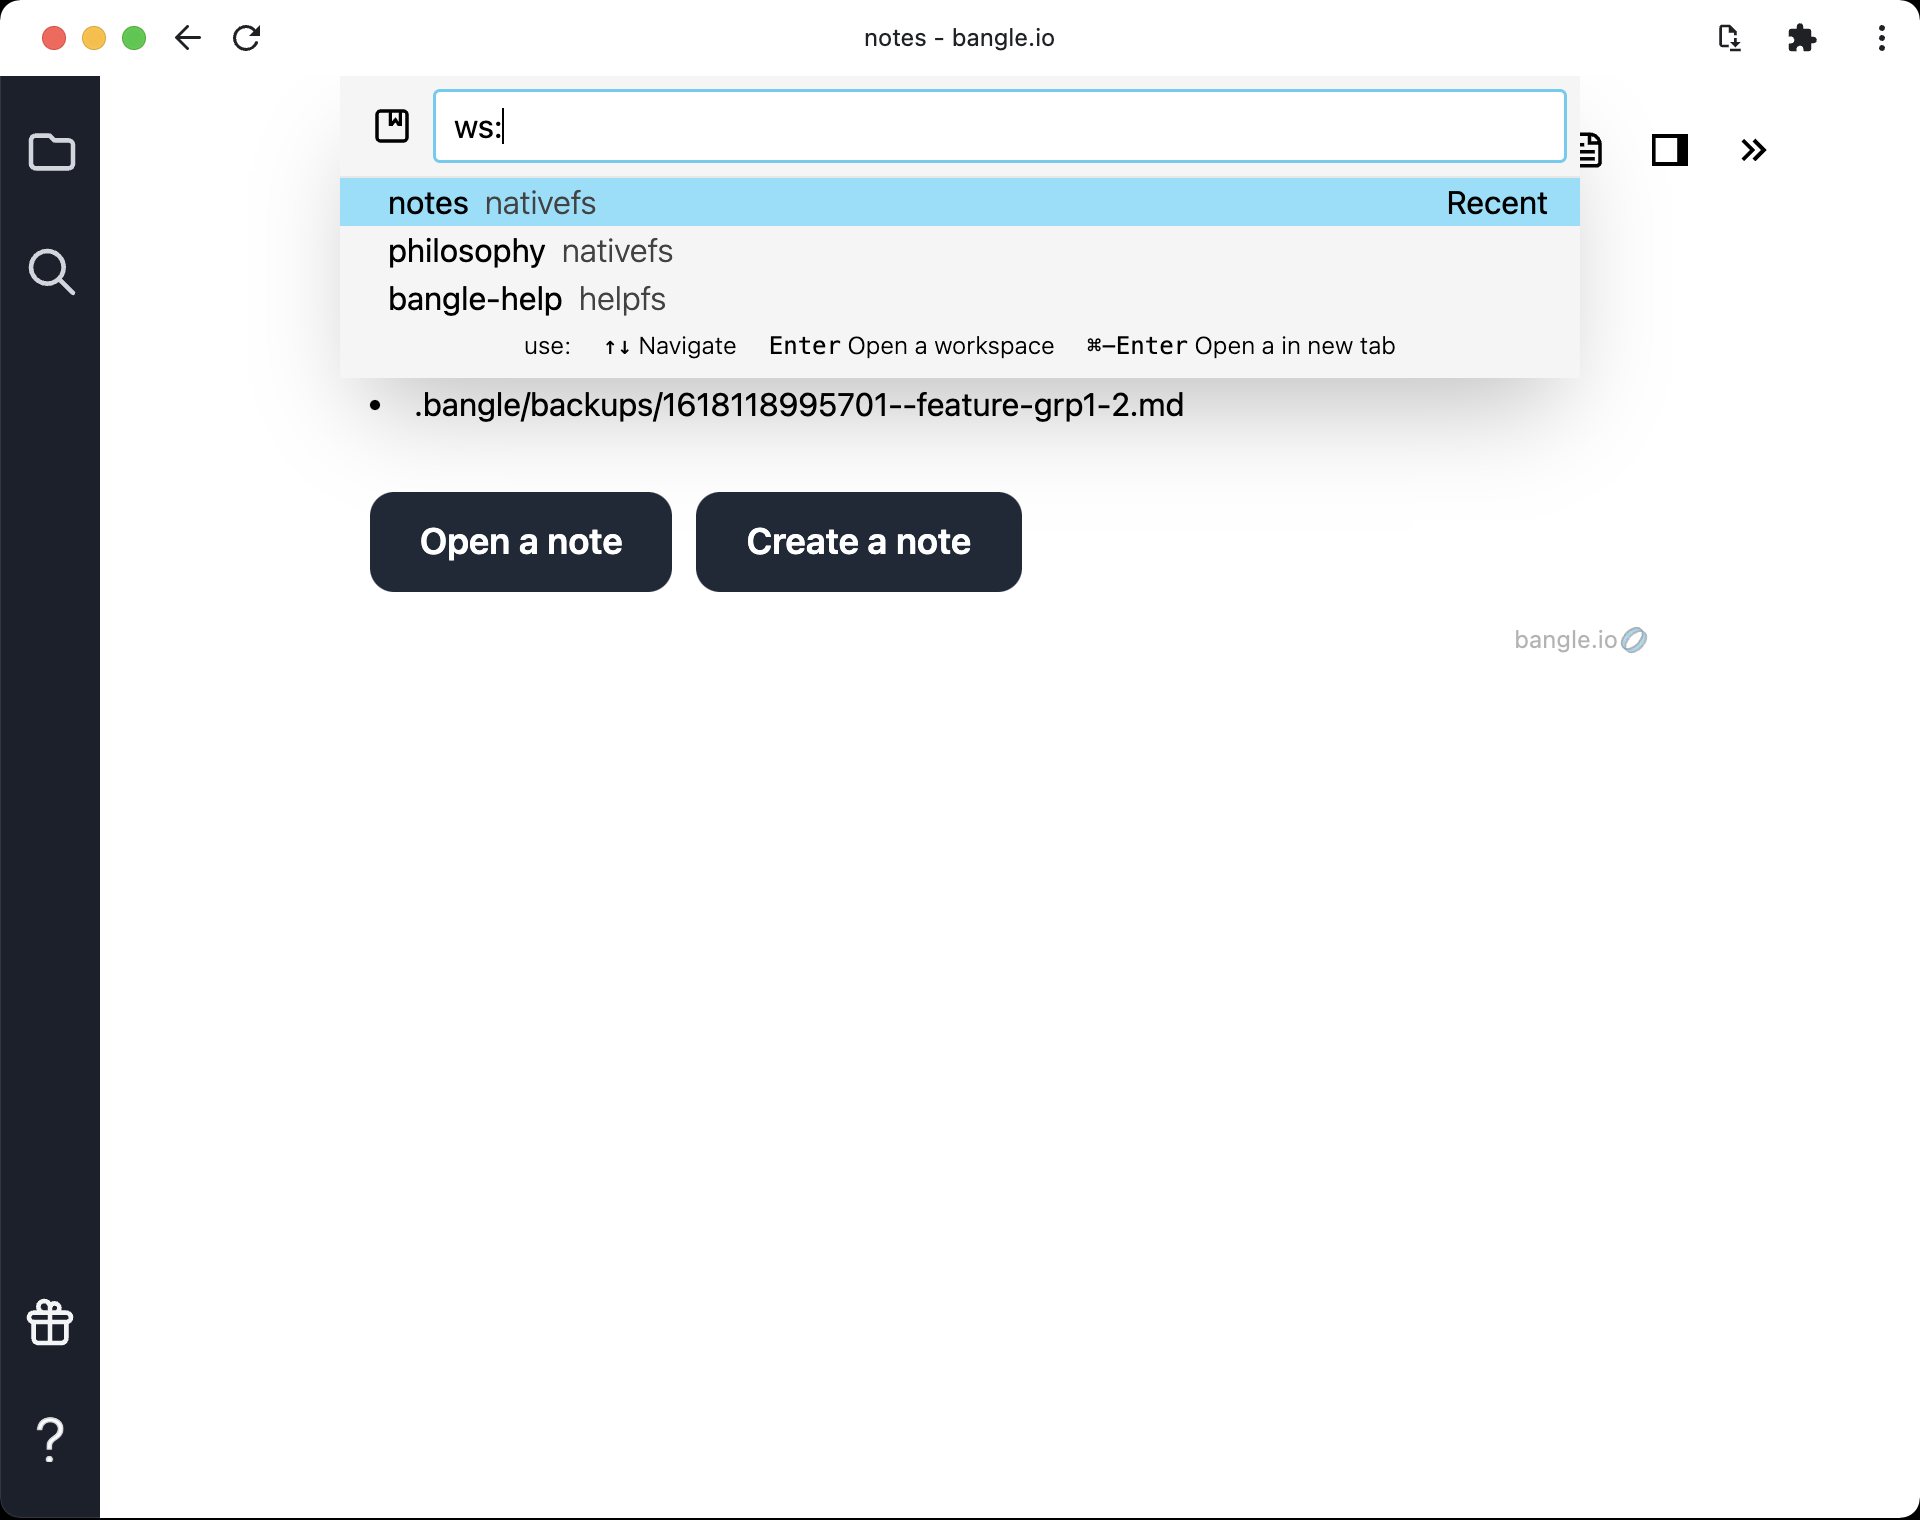 notes - bangle.io
ws:
notes nativefs Recent
philosophy nativefs
bangle-help helpfs
use: ↑↓ Navigate Enter Open a workspace ⌘-Enter Open a in new tab
• .bangle/backups/1618118995701--feature-grp1-2.md
Open a note Create a note
bangle.io